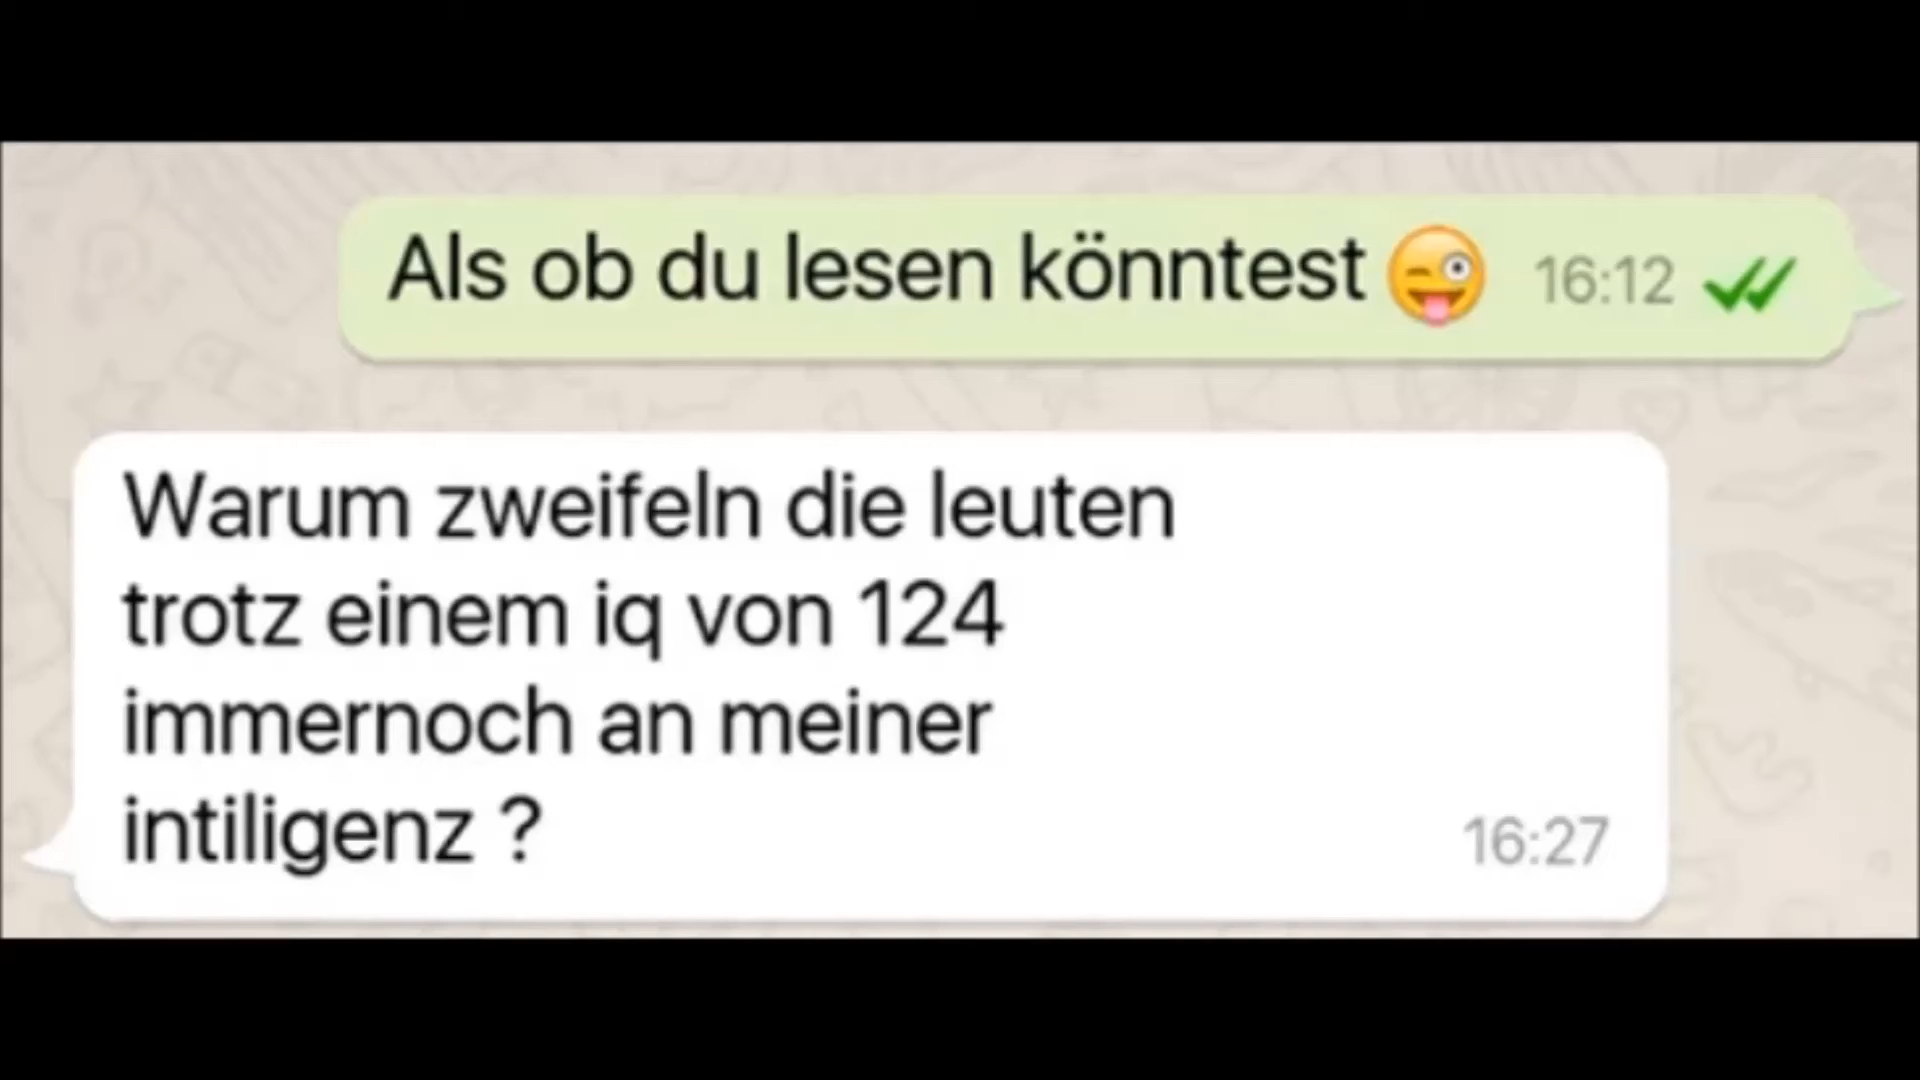 Als ob du lesen könntest 😜 16:12
Warum zweifeln die leuten
trotz einem iq von 124
immernoch an meiner
intiligenz ? 16:27